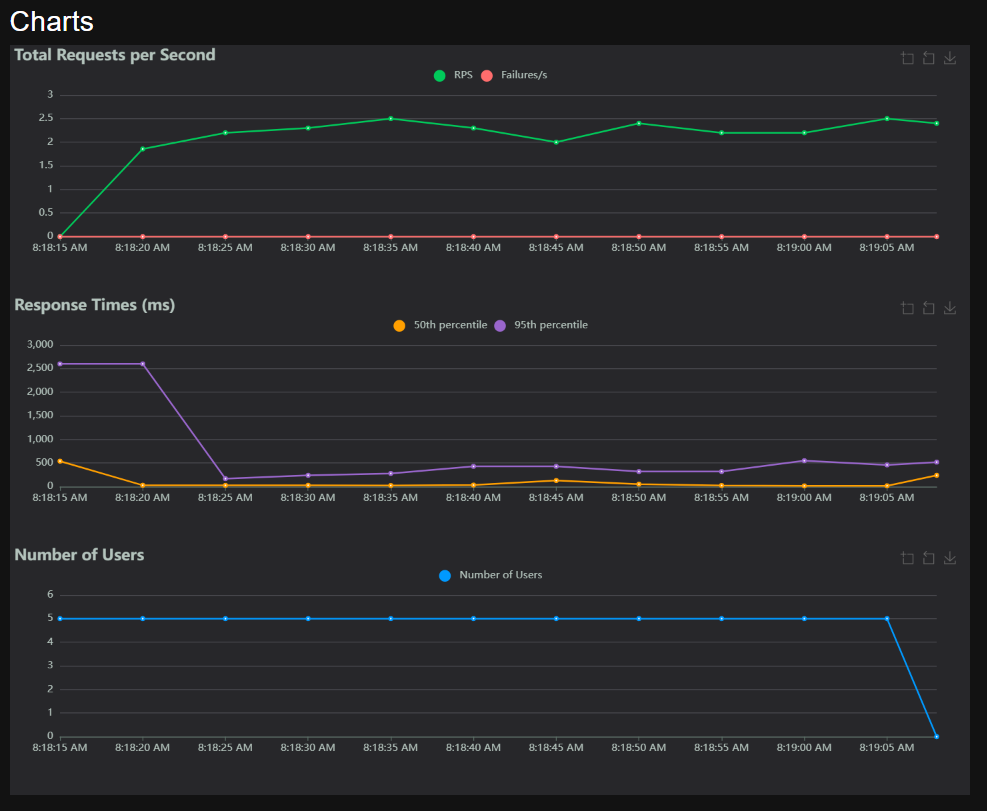 Charts
Total Requests per Second
RPS Failures/s
3
2.5
2
1.5
1
0.5
0
8:18:15 AM 8:18:20 AM 8:18:25 AM 8:18:30 AM 8:18:35 AM 8:18:40 AM 8:18:45 AM 8:18:50 AM 8:18:55 AM 8:19:00 AM 8:19:05 AM
Response Times (ms)
50th percentile 95th percentile
3,000
2,500
2,000
1,500
1,000
500
0
8:18:15 AM 8:18:20 AM 8:18:25 AM 8:18:30 AM 8:18:35 AM 8:18:40 AM 8:18:45 AM 8:18:50 AM 8:18:55 AM 8:19:00 AM 8:19:05 AM
Number of Users
Number of Users
6
5
4
3
2
1
0
8:18:15 AM 8:18:20 AM 8:18:25 AM 8:18:30 AM 8:18:35 AM 8:18:40 AM 8:18:45 AM 8:18:50 AM 8:18:55 AM 8:19:00 AM 8:19:05 AM